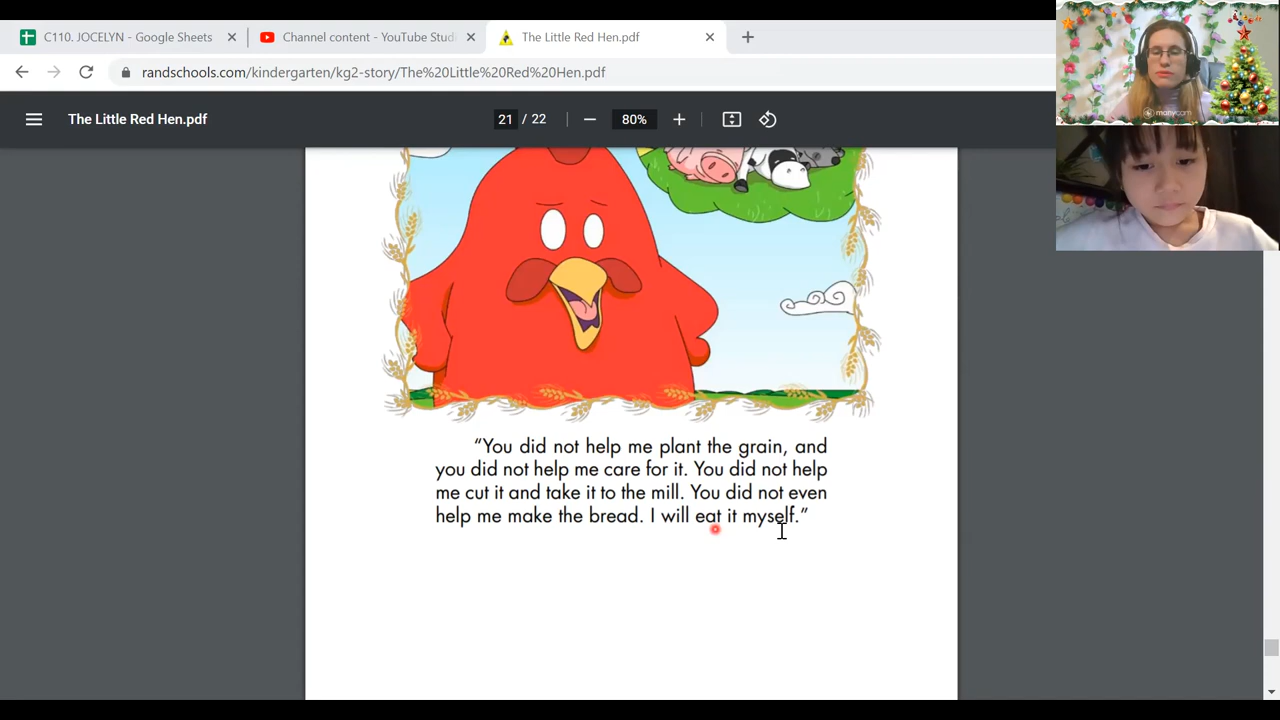 C110. JOCELYN - Google Sheets
Channel content - YouTube Studi
The Little Red Hen.pdf
randschools.com/kindergarten/kg2-story/The%20Little%20Red%20Hen.pdf
The Little Red Hen.pdf
21 / 22
80%
manycam
"You did not help me plant the grain, and
you did not help me care for it. You did not help
me cut it and take it to the mill. You did not even
help me make the bread. I will eat it myself."